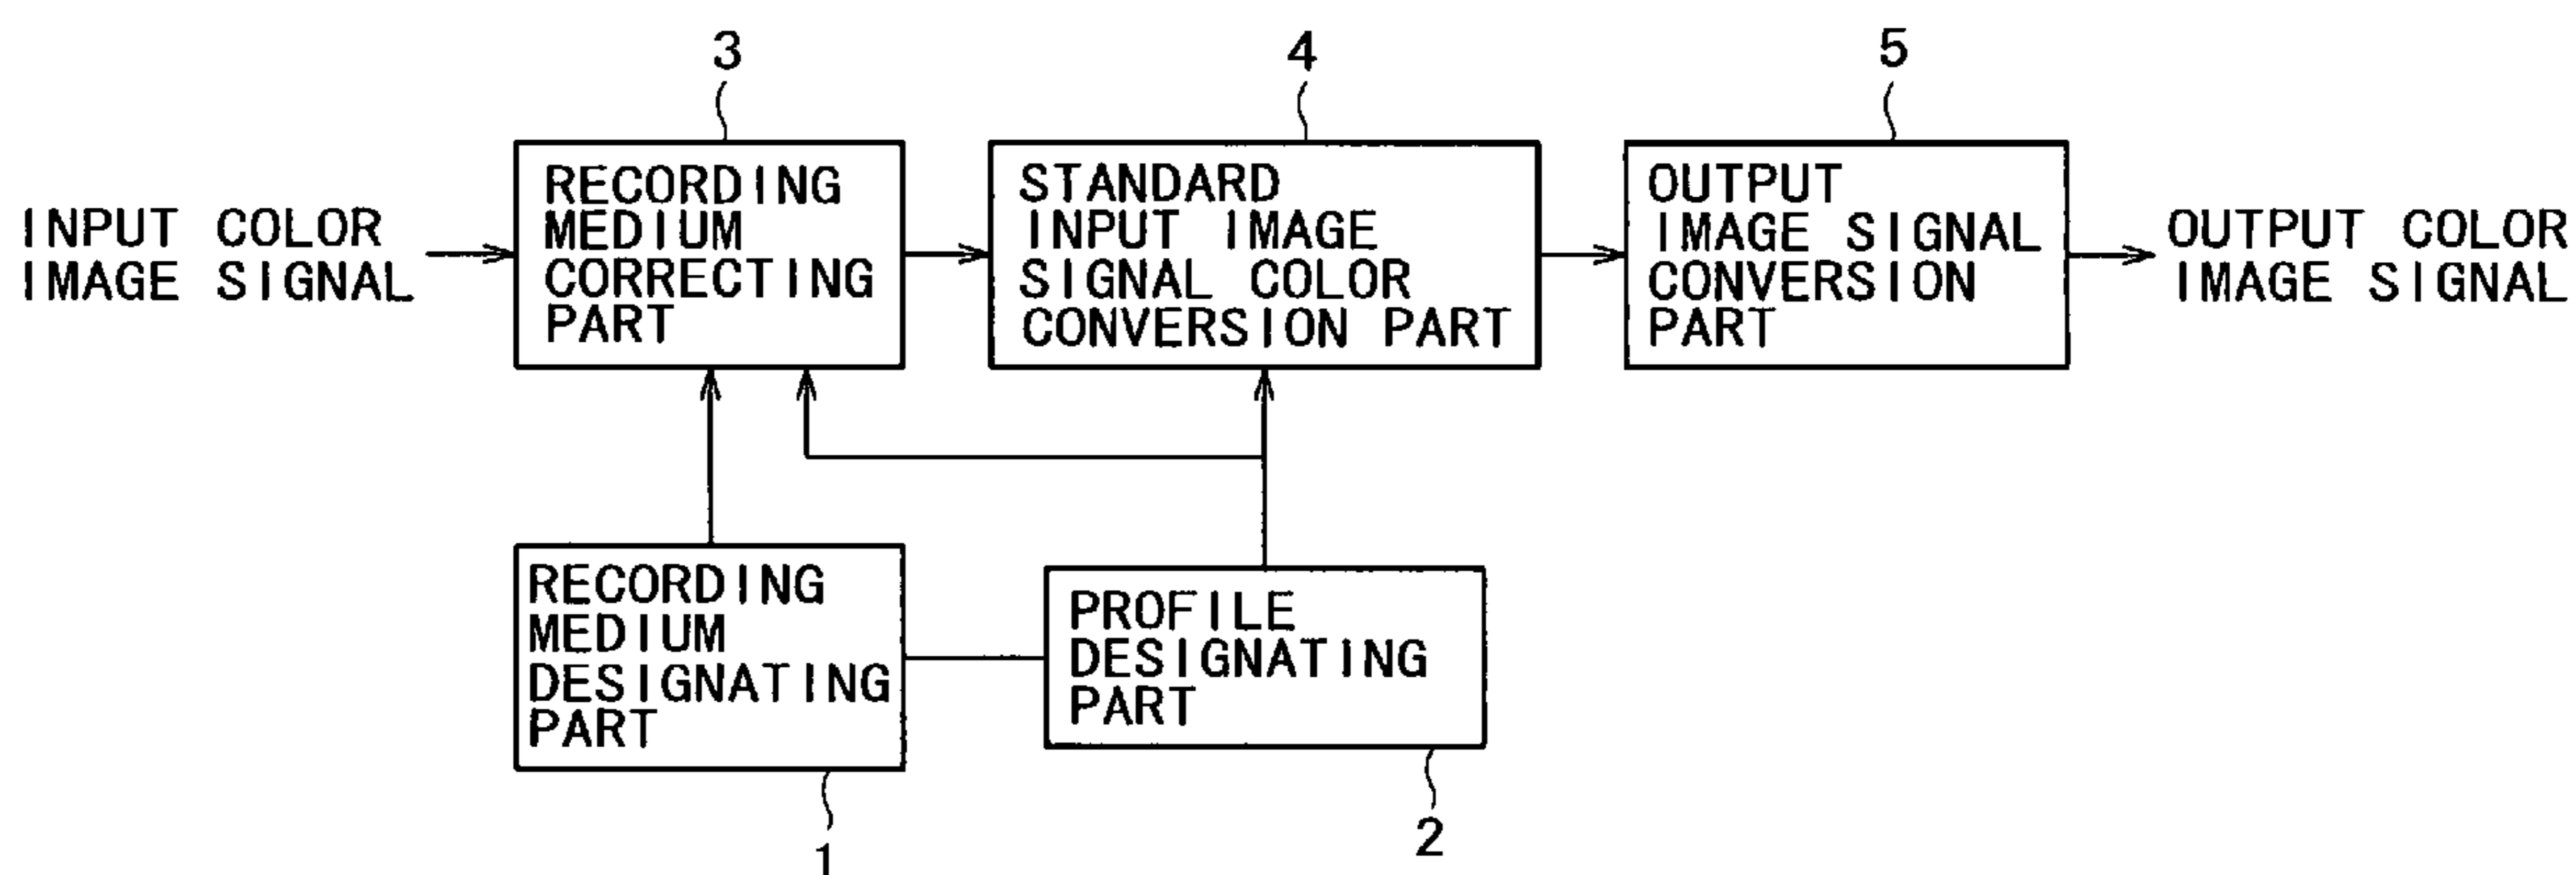 3
4
5
INPUT COLOR
IMAGE SIGNAL
RECORDING
MEDIUM
CORRECTING
PART
STANDARD
INPUT IMAGE
SIGNAL COLOR
CONVERSION PART
OUTPUT
IMAGE SIGNAL
CONVERSION
PART
OUTPUT COLOR
IMAGE SIGNAL
RECORDING
MEDIUM
DESIGNATING
PART
PROFILE
DESIGNATING
PART
1
2